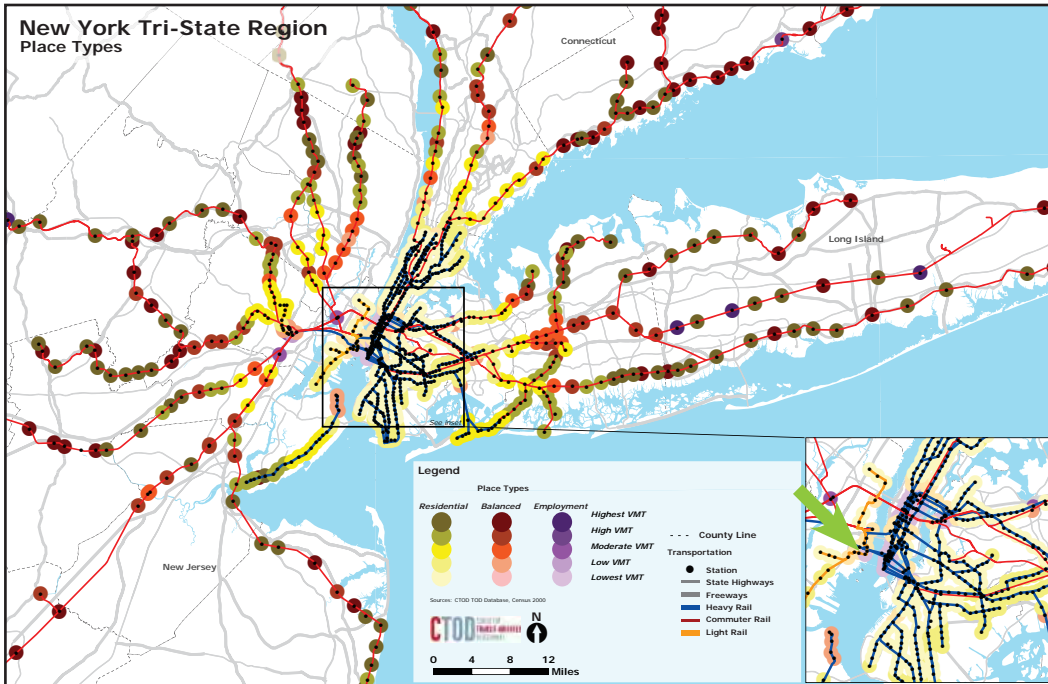 New York Tri-State Region
Place Types
Connecticut
Long Island
See Inset
New Jersey
Legend
Place Types
Residential Balanced Employment
Highest VMT
High VMT
Moderate VMT
Low VMT
Lowest VMT
County Line
Transportation
Station
State Highways
Freeways
Heavy Rail
Commuter Rail
Light Rail
Sources: CTOD TOD Database, Census 2000
CTOD
N
0 4 8 12
Miles